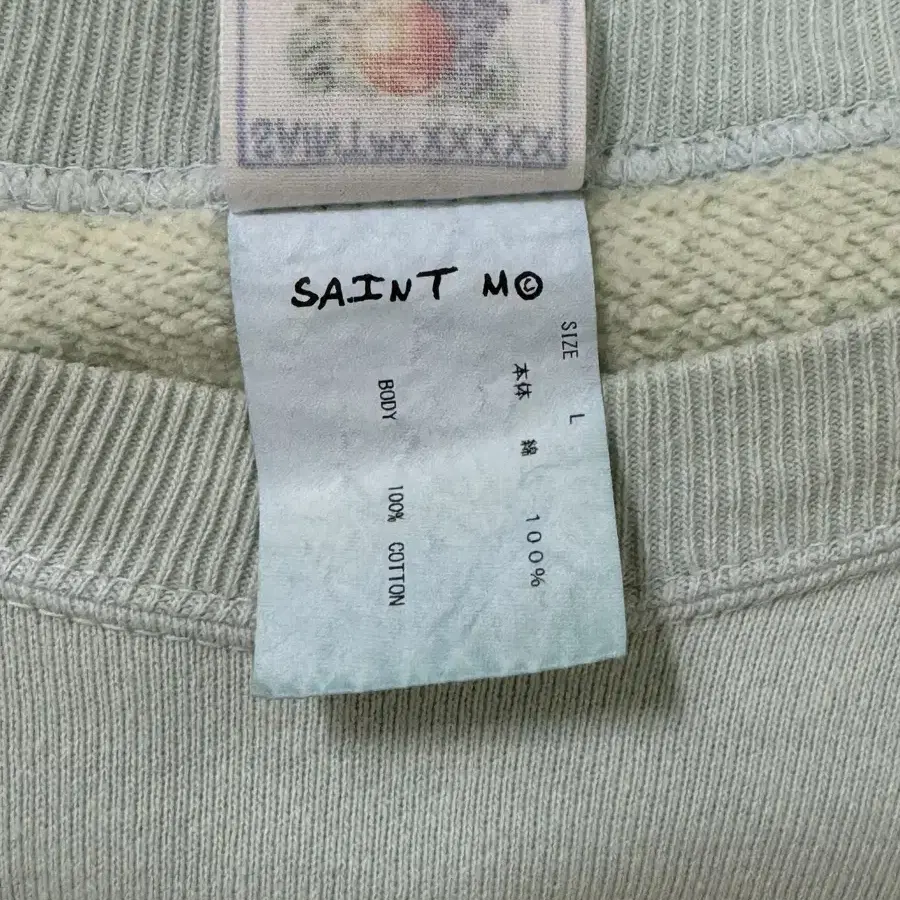 SAINT M©
SIZE L
本体 綿 100%
BODY 100% COTTON